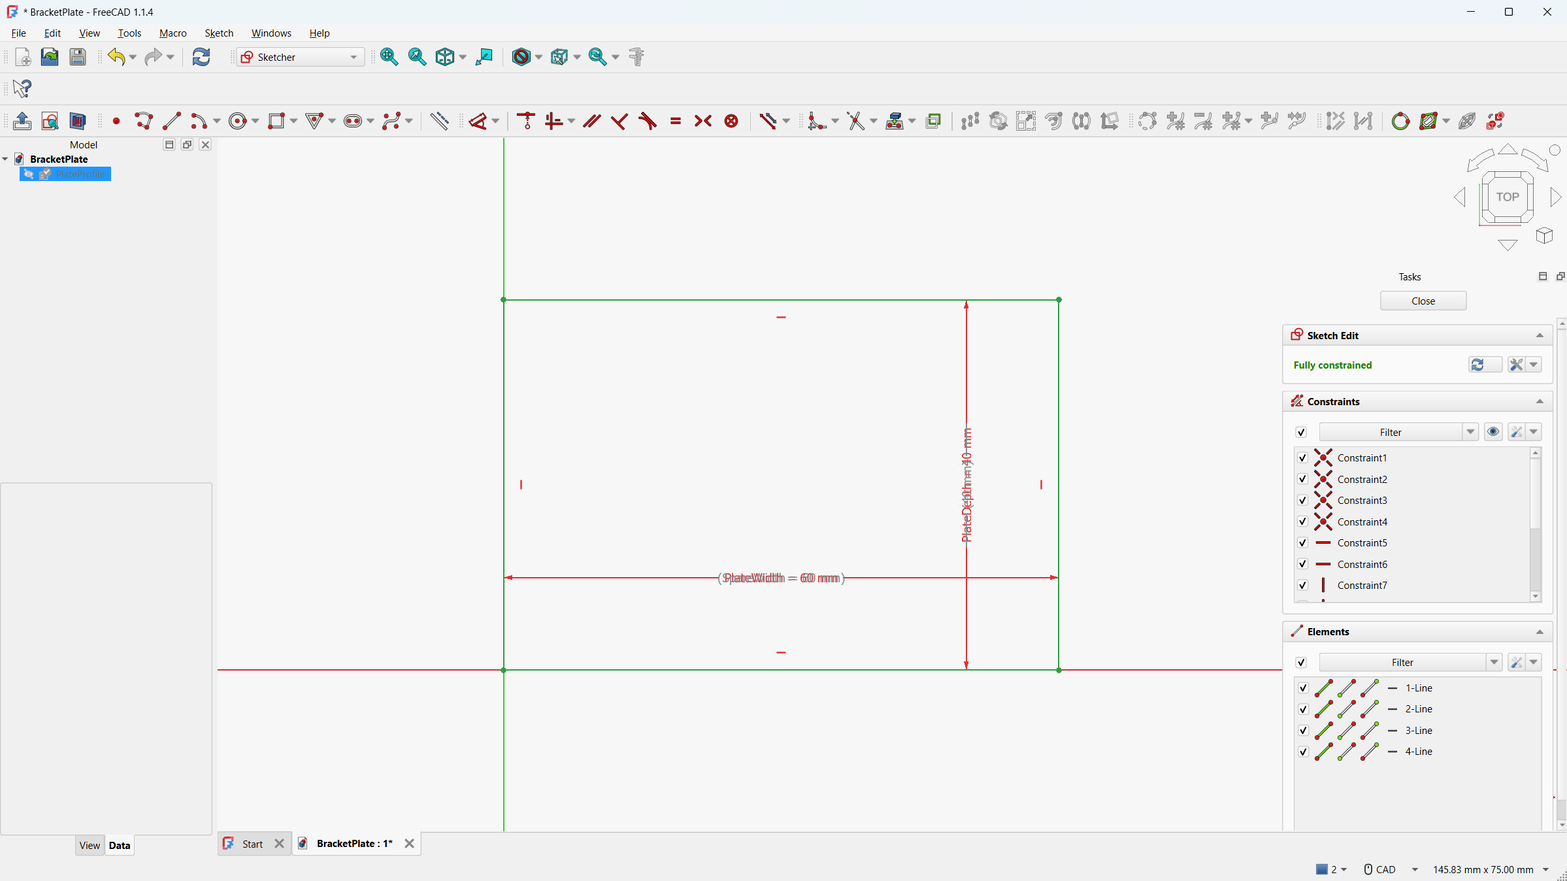 * BracketPlate - FreeCAD 1.1.4
File Edit View Tools Macro Sketch Windows Help
Sketcher
Model
BracketPlate
PlateProfile
TOP
Tasks
Close
Sketch Edit
Fully constrained
Constraints
Filter
Constraint1
Constraint2
Constraint3
Constraint4
Constraint5
Constraint6
Constraint7
PlateDepth = 40 mm
PlateWidth = 60 mm
Elements
Filter
1-Line
2-Line
3-Line
4-Line
View Data
Start
BracketPlate : 1*
2 CAD 145.83 mm x 75.00 mm